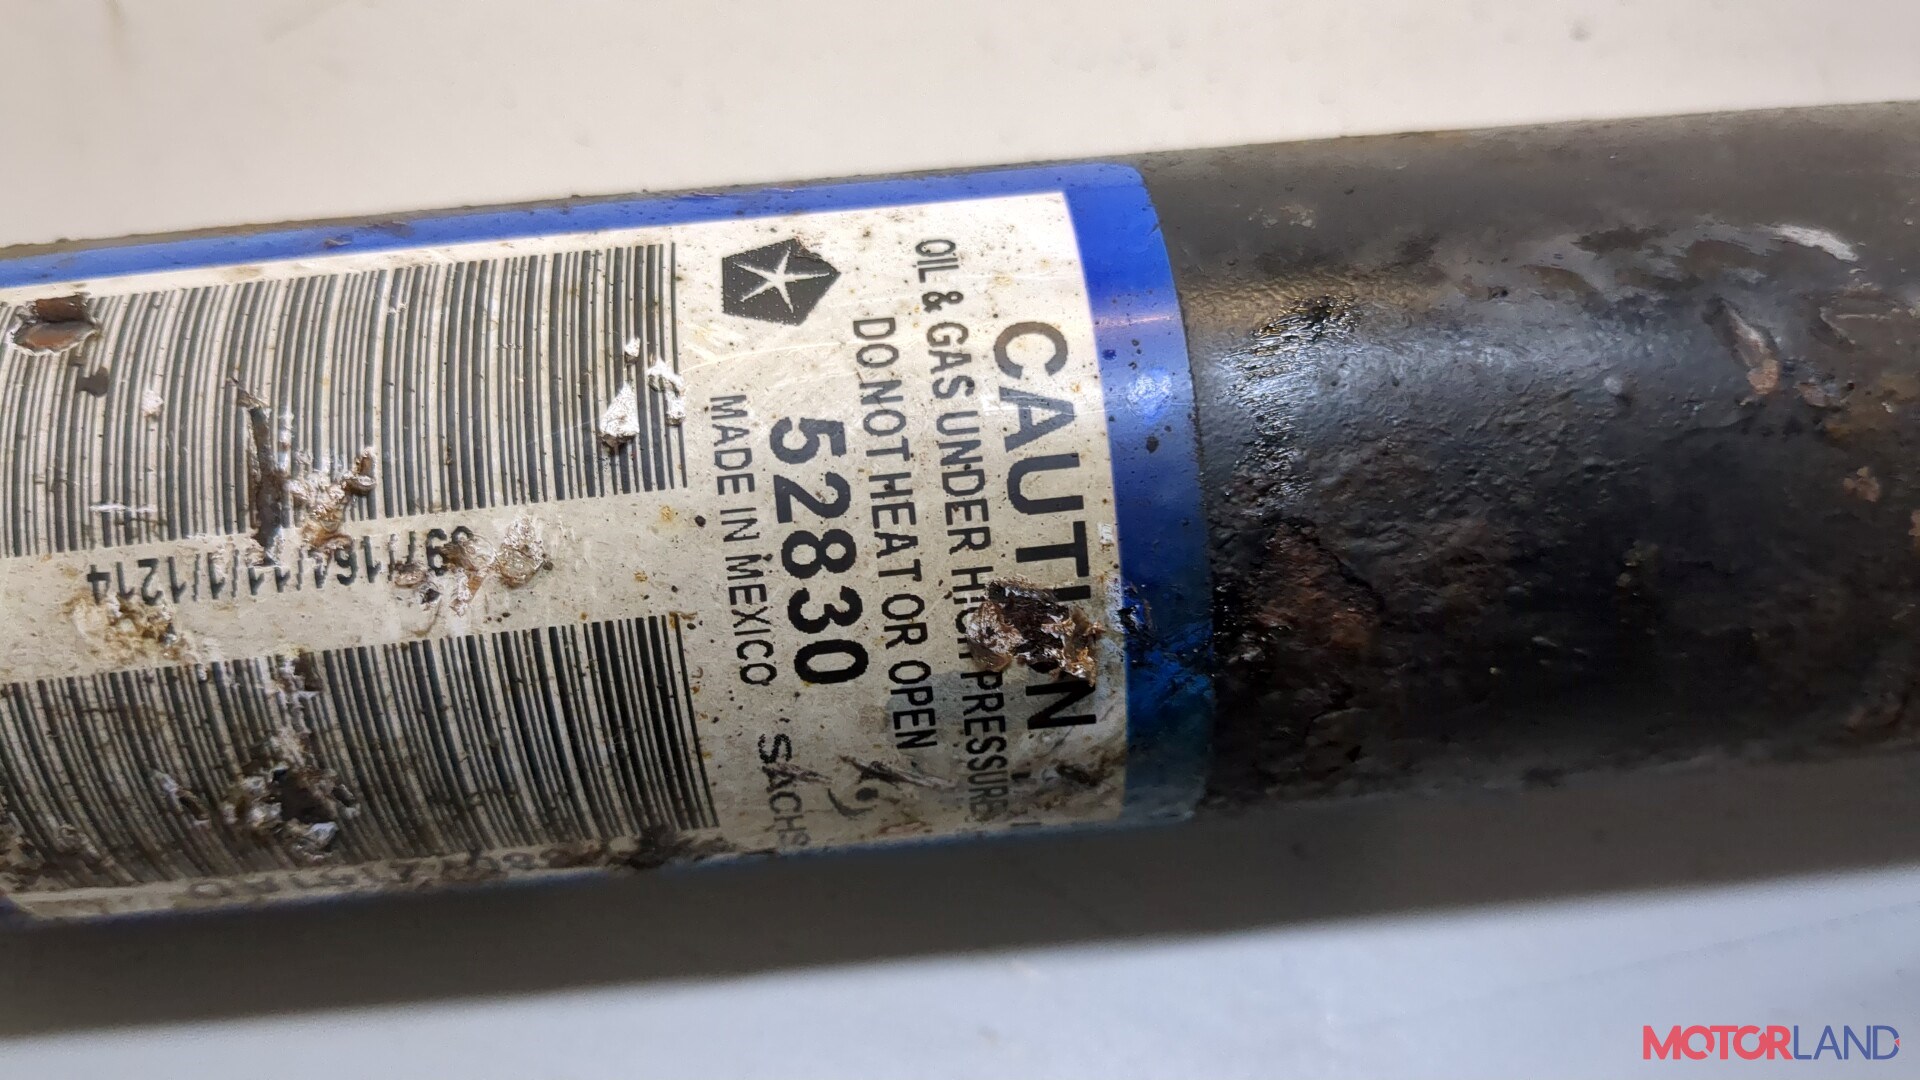 CAUTION
OIL & GAS UNDER HIGH PRESSURE
DO NOT HEAT OR OPEN
52830
MADE IN MEXICO SACHS
MOTORLAND